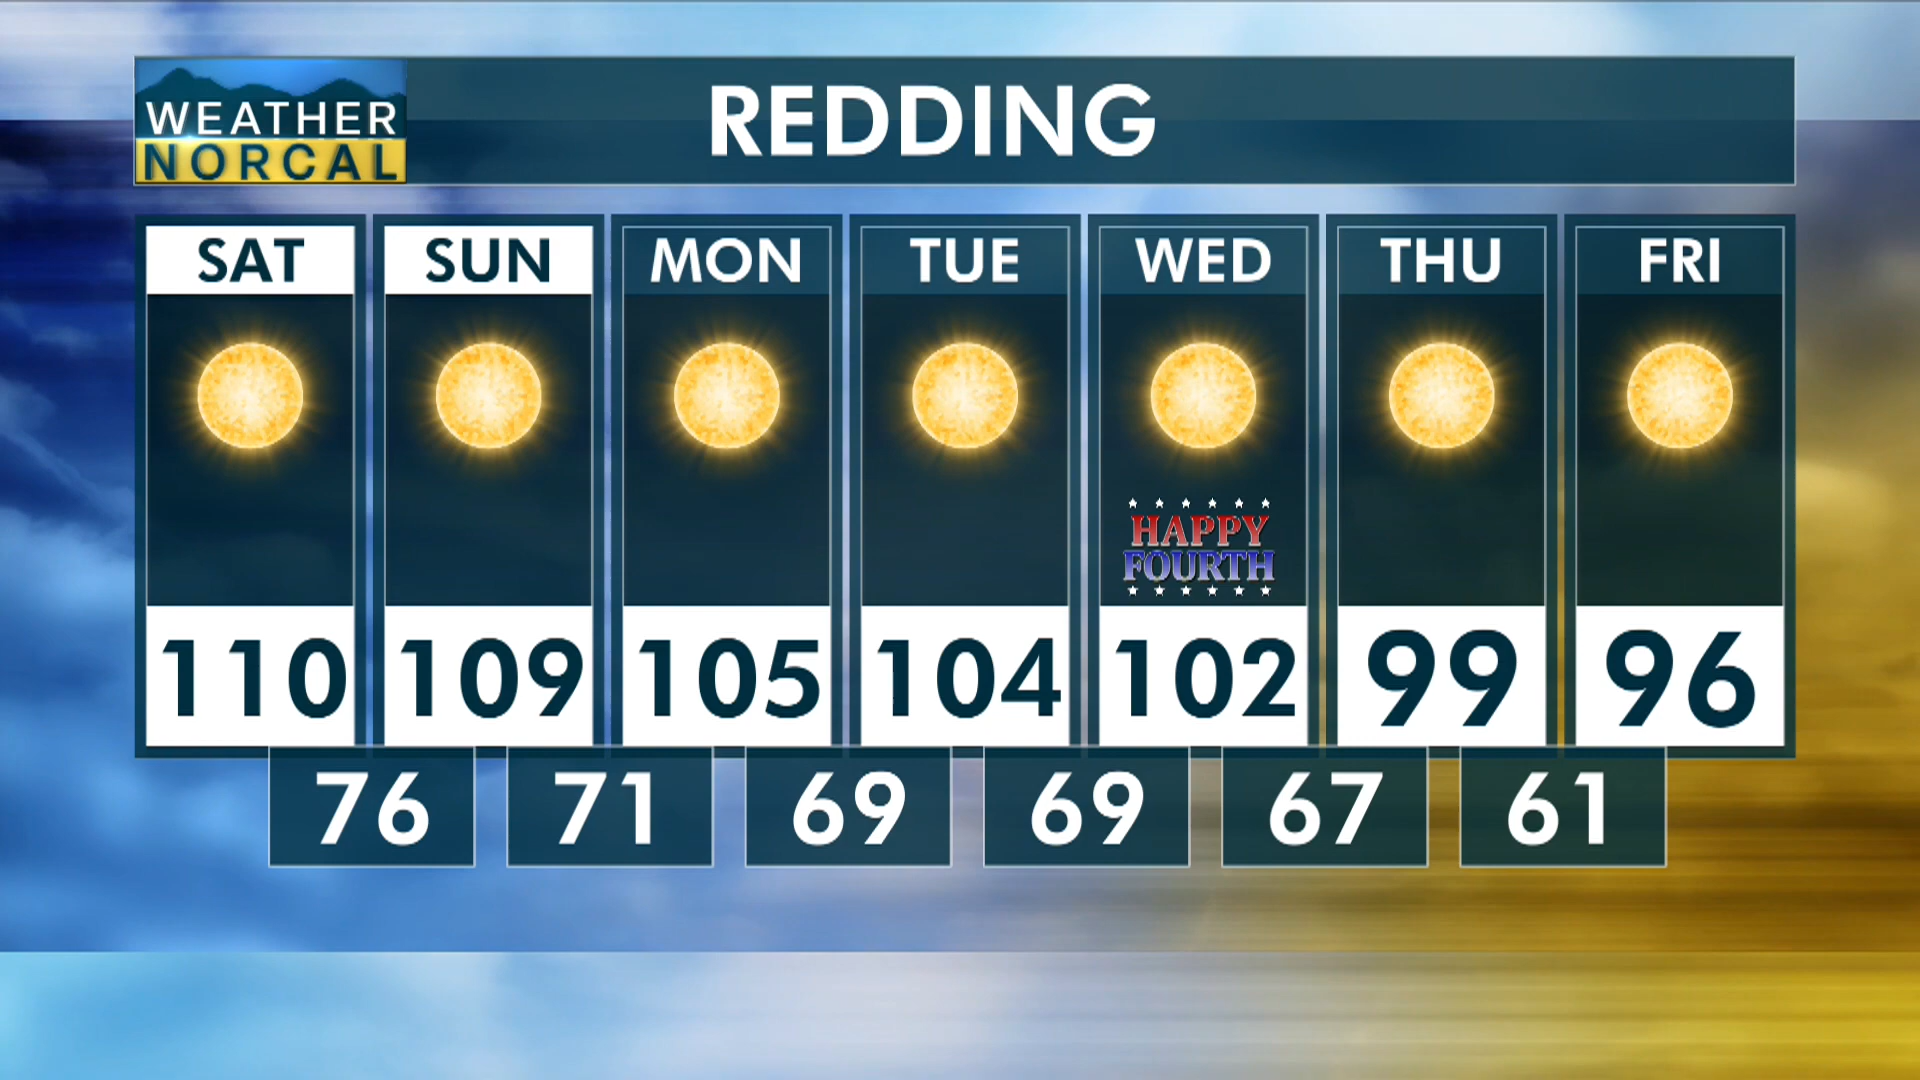 WEATHER
NORCAL
REDDING
SAT SUN MON TUE WED THU FRI
HAPPY
FOURTH
110 109 105 104 102 99 96
76 71 69 69 67 61